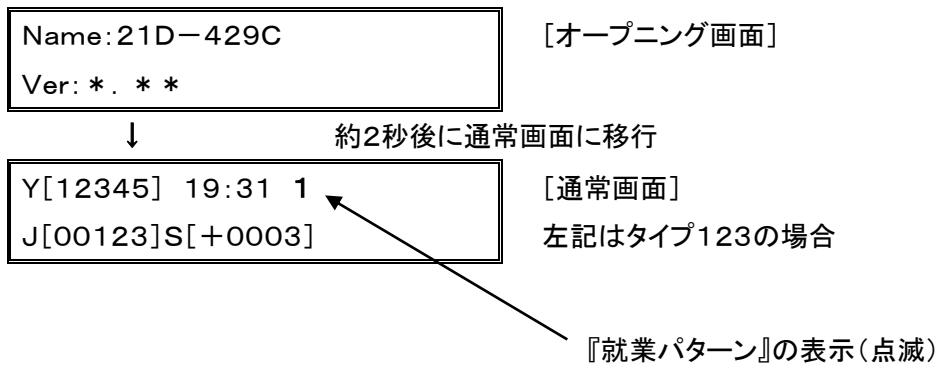 Name:21D－429C　[オープニング画面]
Ver:＊.＊＊
↓　約2秒後に通常画面に移行
Y[12345]　19:31　1　[通常画面]
J[00123]S[＋0003]　左記はタイプ123の場合
『就業パターン』の表示(点滅)